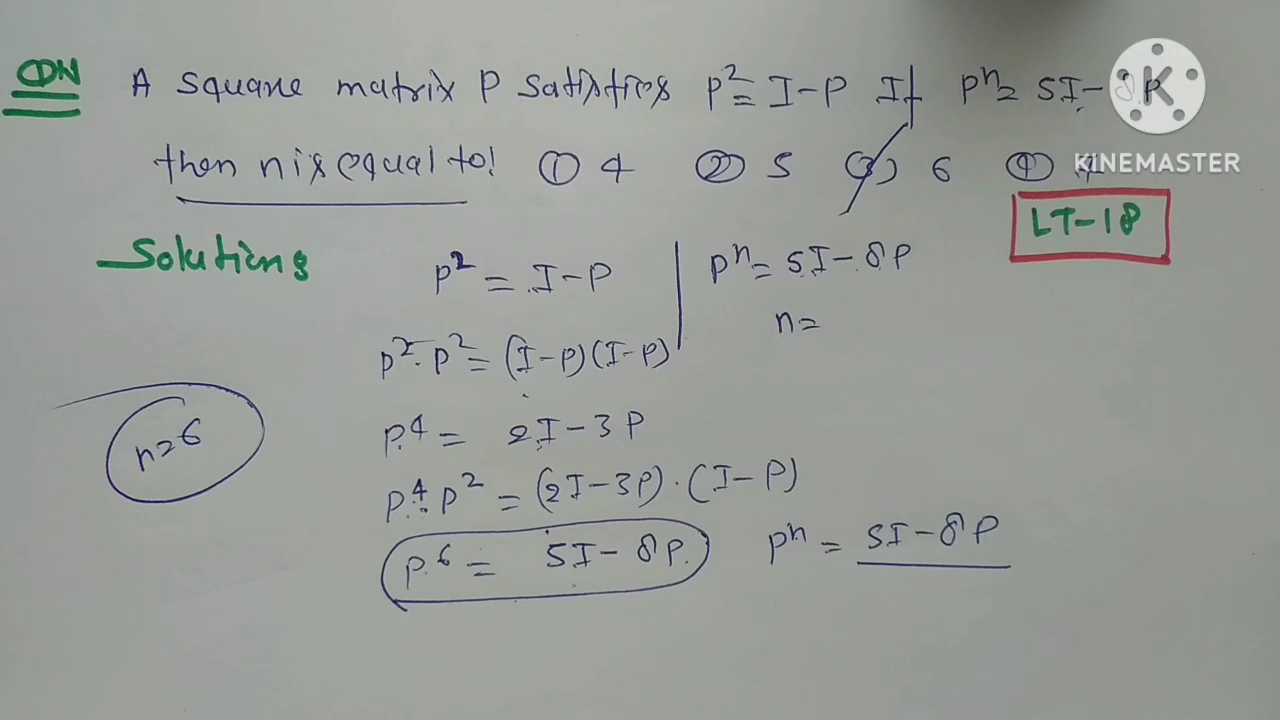 QN A square matrix P satisfies P² = I-P If Pⁿ = 5I-8P
then n is equal to! ① 4 ② 5 ③ 6 ④
K
KINEMASTER
LT-18
Solutions
P² = I-P
Pⁿ = 5I-8P
n=
P².P² = (I-P)(I-P)
P⁴ = 2I-3P
n=6
P⁴.P² = (2I-3P).(I-P)
P⁶ = 5I-8P.
Pⁿ = 5I-8P